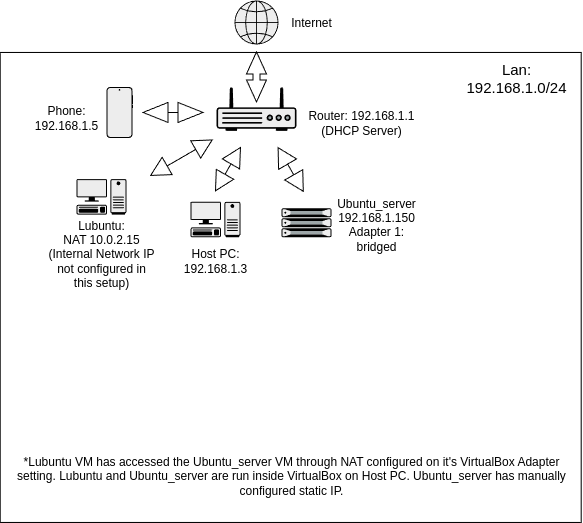 Internet
Lan:
192.168.1.0/24
Phone:
192.168.1.5
Router: 192.168.1.1
(DHCP Server)
Lubuntu:
NAT 10.0.2.15
(Internal Network IP
not configured in
this setup)
Host PC:
192.168.1.3
Ubuntu_server
192.168.1.150
Adapter 1:
bridged
*Lubuntu VM has accessed the Ubuntu_server VM through NAT configured on it's VirtualBox Adapter
setting. Lubuntu and Ubuntu_server are run inside VirtualBox on Host PC. Ubuntu_server has manually
configured static IP.